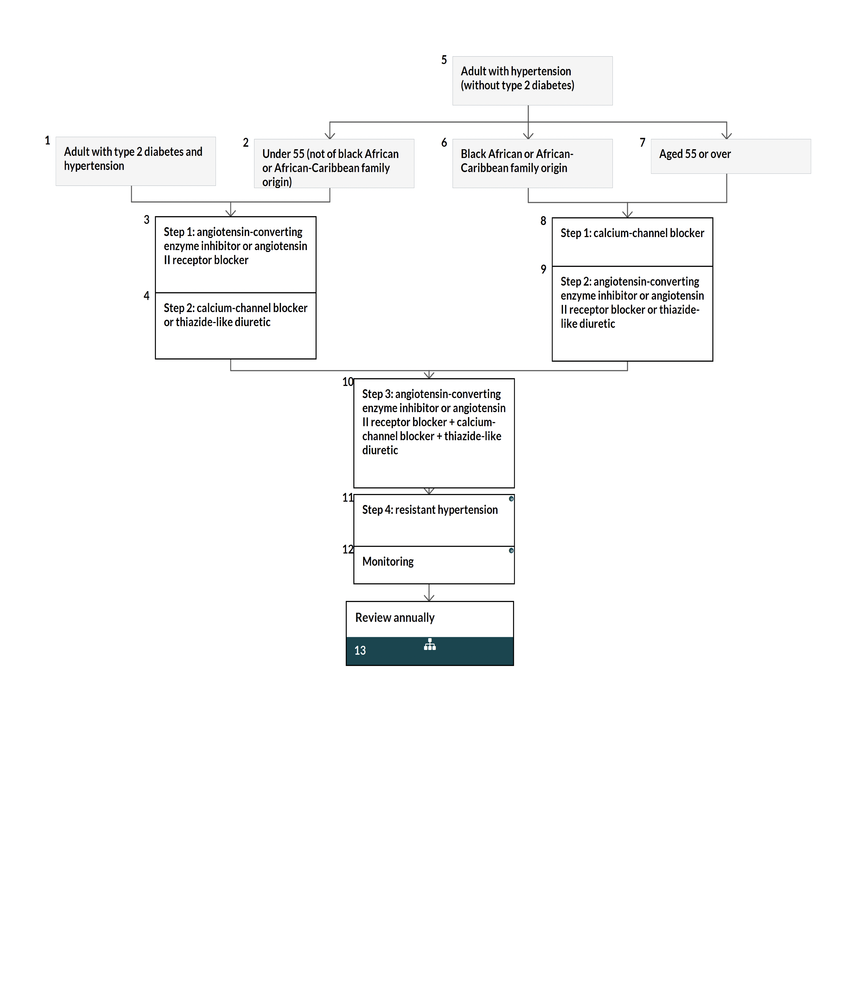 5
Adult with hypertension
(without type 2 diabetes)
1
Adult with type 2 diabetes and
hypertension
2
Under 55 (not of black African
or African-Caribbean family
origin)
6
Black African or African-
Caribbean family origin
7
Aged 55 or over
3
Step 1: angiotensin-converting
enzyme inhibitor or angiotensin
II receptor blocker
4
Step 2: calcium-channel blocker
or thiazide-like diuretic
8
Step 1: calcium-channel blocker
9
Step 2: angiotensin-converting
enzyme inhibitor or angiotensin
II receptor blocker or thiazide-
like diuretic
10
Step 3: angiotensin-converting
enzyme inhibitor or angiotensin
II receptor blocker + calcium-
channel blocker + thiazide-like
diuretic
11
Step 4: resistant hypertension
12
Monitoring
Review annually
13